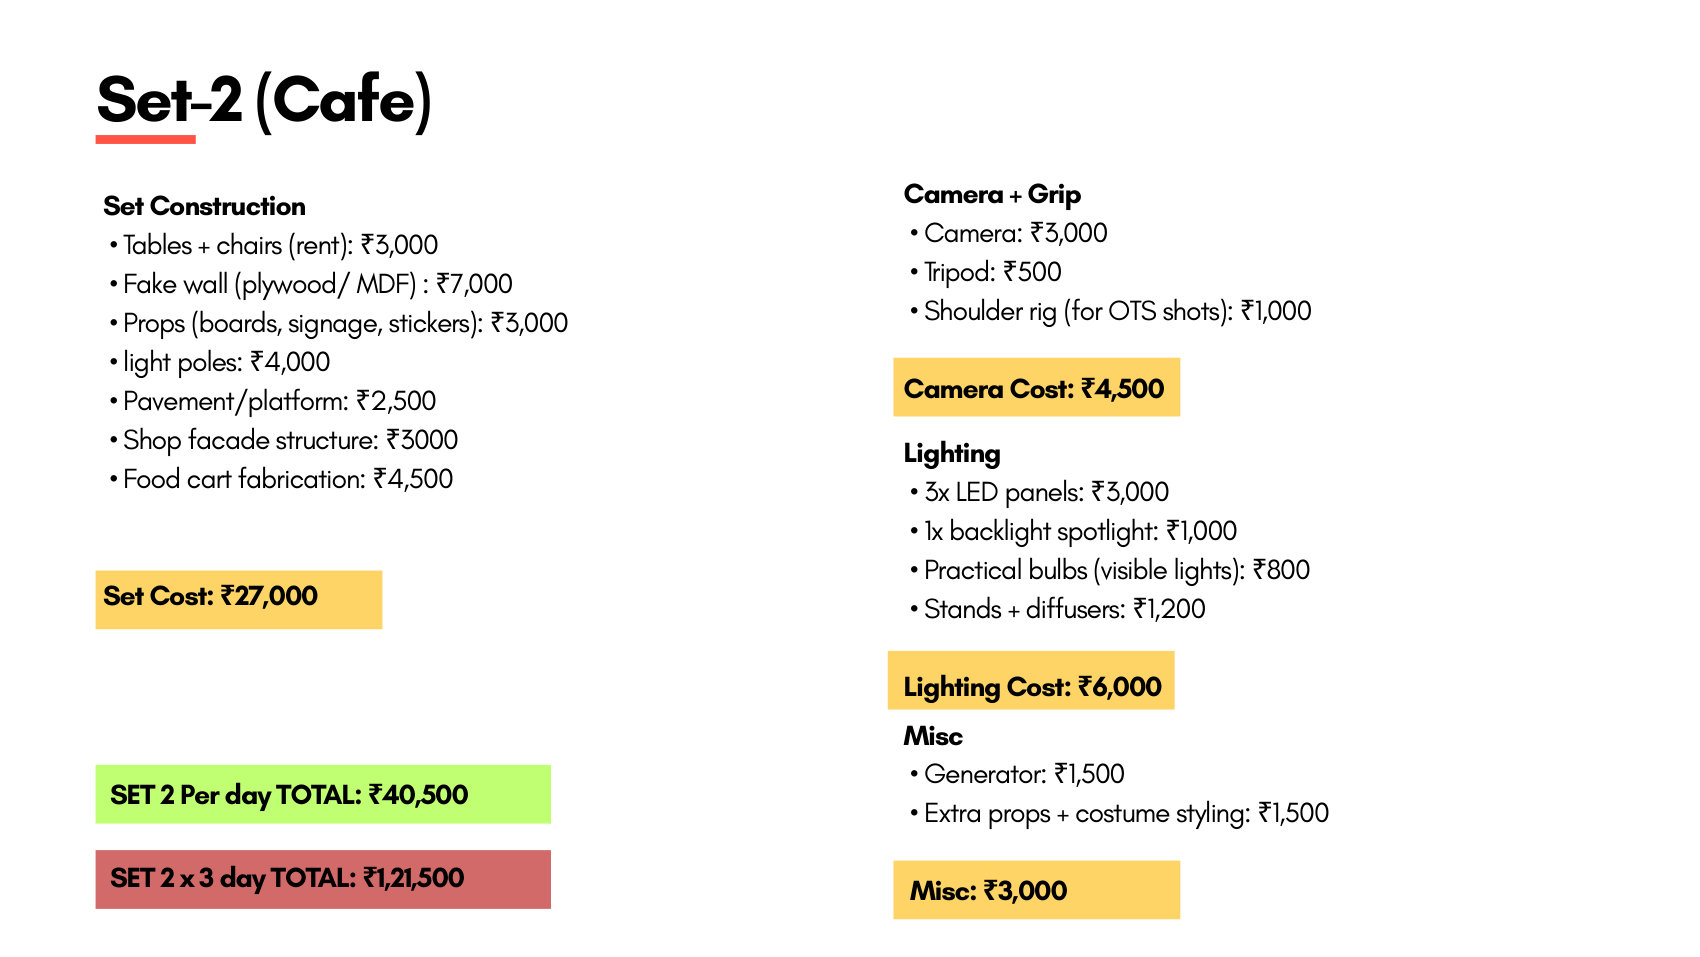 Set-2 (Cafe)
Set Construction
• Tables + chairs (rent): ₹3,000
• Fake wall (plywood/ MDF) : ₹7,000
• Props (boards, signage, stickers): ₹3,000
• light poles: ₹4,000
• Pavement/platform: ₹2,500
• Shop facade structure: ₹3000
• Food cart fabrication: ₹4,500
Set Cost: ₹27,000
SET 2 Per day TOTAL: ₹40,500
SET 2 x 3 day TOTAL: ₹1,21,500
Camera + Grip
• Camera: ₹3,000
• Tripod: ₹500
• Shoulder rig (for OTS shots): ₹1,000
Camera Cost: ₹4,500
Lighting
• 3x LED panels: ₹3,000
• 1x backlight spotlight: ₹1,000
• Practical bulbs (visible lights): ₹800
• Stands + diffusers: ₹1,200
Lighting Cost: ₹6,000
Misc
• Generator: ₹1,500
• Extra props + costume styling: ₹1,500
Misc: ₹3,000